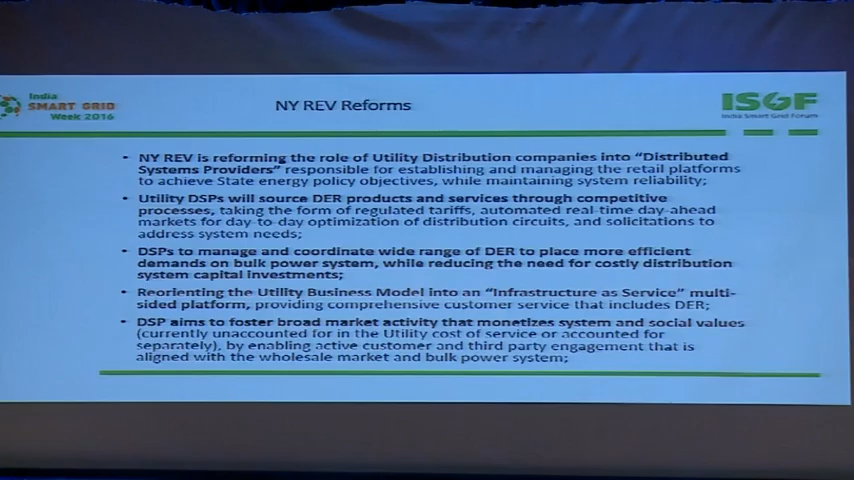 India
SMART GRID
Week 2016
NY REV Reforms
ISGF
India Smart Grid Forum
• NY REV is reforming the role of Utility Distribution companies into “Distributed
Systems Providers” responsible for establishing and managing the retail platforms
to achieve State energy policy objectives, while maintaining system reliability;
• Utility DSPs will source DER products and services through competitive
processes, taking the form of regulated tariffs, automated real-time day-ahead
markets for day-to-day optimization of distribution circuits, and solicitations to
address system needs;
• DSPs to manage and coordinate wide range of DER to place more efficient
demands on bulk power system, while reducing the need for costly distribution
system capital investments;
• Reorienting the Utility Business Model into an “Infrastructure as Service” multi-
sided platform, providing comprehensive customer service that includes DER;
• DSP aims to foster broad market activity that monetizes system and social values
(currently unaccounted for in the Utility cost of service or accounted for
separately), by enabling active customer and third party engagement that is
aligned with the wholesale market and bulk power system;